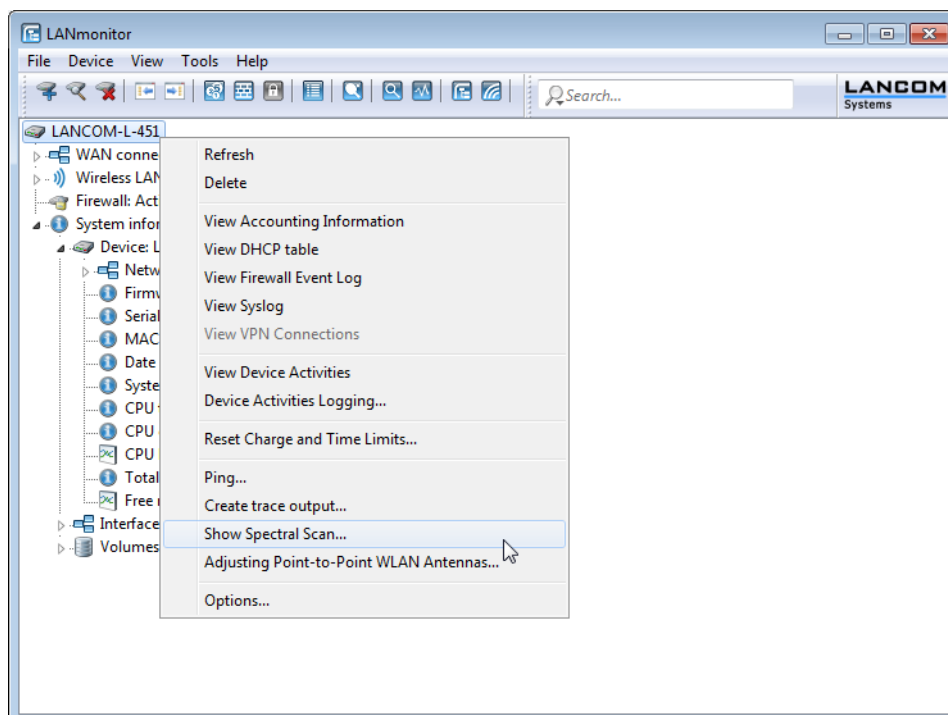 LANmonitor
File Device View Tools Help
Search...
LANCOM
Systems
LANCOM-L-451
WAN conne
Wireless LAN
Firewall: Act
System infor
Device: L
Netw
Firmw
Serial
MAC
Date
Syste
CPU
CPU
CPU
Total
Free
Interface
Volumes
Refresh
Delete
View Accounting Information
View DHCP table
View Firewall Event Log
View Syslog
View VPN Connections
View Device Activities
Device Activities Logging...
Reset Charge and Time Limits...
Ping...
Create trace output...
Show Spectral Scan...
Adjusting Point-to-Point WLAN Antennas...
Options...